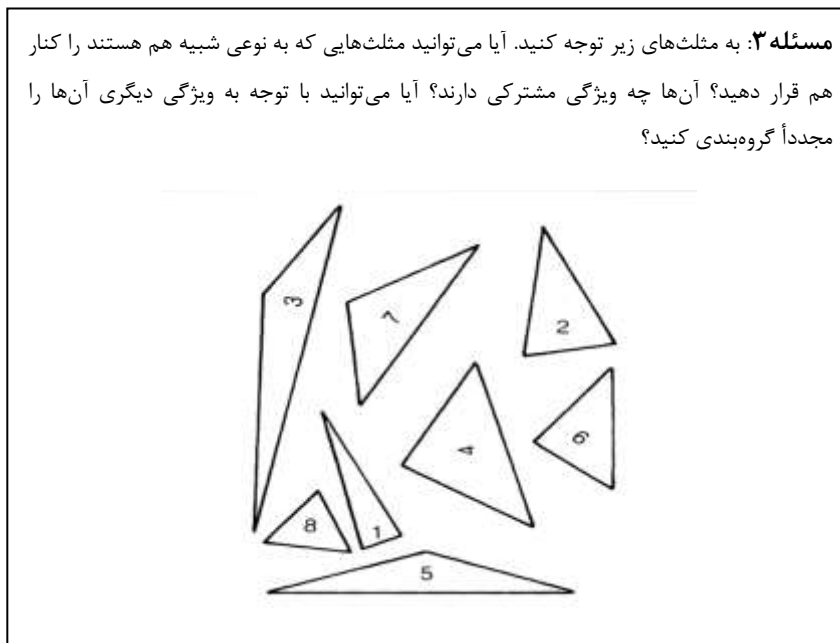 مسئله۳: به مثلث‌های زیر توجه کنید. آیا می‌توانید مثلث‌هایی که به نوعی شبیه هم هستند را کنار
هم قرار دهید؟ آن‌ها چه ویژگی مشترکی دارند؟ آیا می‌توانید با توجه به ویژگی دیگری آن‌ها را
مجدداً گروه‌بندی کنید؟
3
7
2
4
6
8
1
5